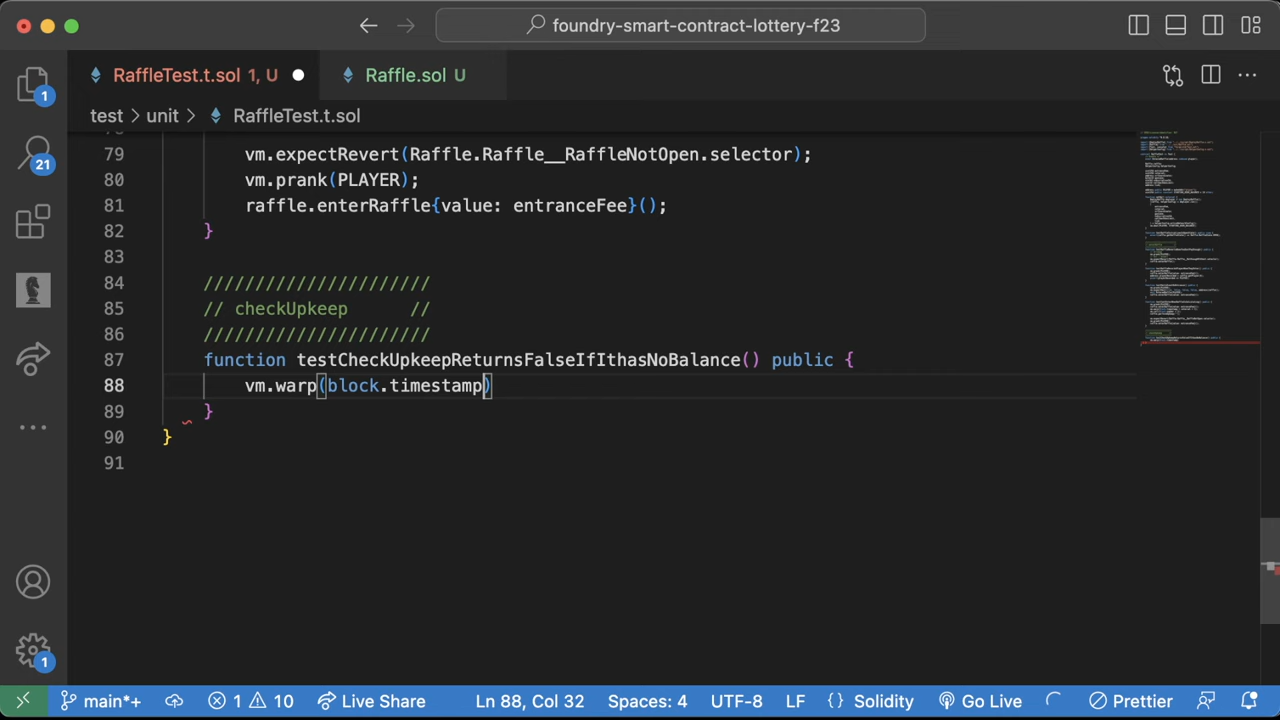 foundry-smart-contract-lottery-f23
RaffleTest.t.sol 1, U
Raffle.sol U
test > unit > RaffleTest.t.sol
79 vm.expectRevert(Raffle.Raffle__RaffleNotOpen.selector);
80 vm.prank(PLAYER);
81 raffle.enterRaffle{value: entranceFee}();
82 }
83
84 //////////////////////
85 // checkUpkeep //
86 //////////////////////
87 function testCheckUpkeepReturnsFalseIfIthasNoBalance() public {
88 vm.warp(block.timestamp)
89 }
90 }
91
1
21
1
main*+ 1 10 Live Share Ln 88, Col 32 Spaces: 4 UTF-8 LF {} Solidity Go Live Prettier